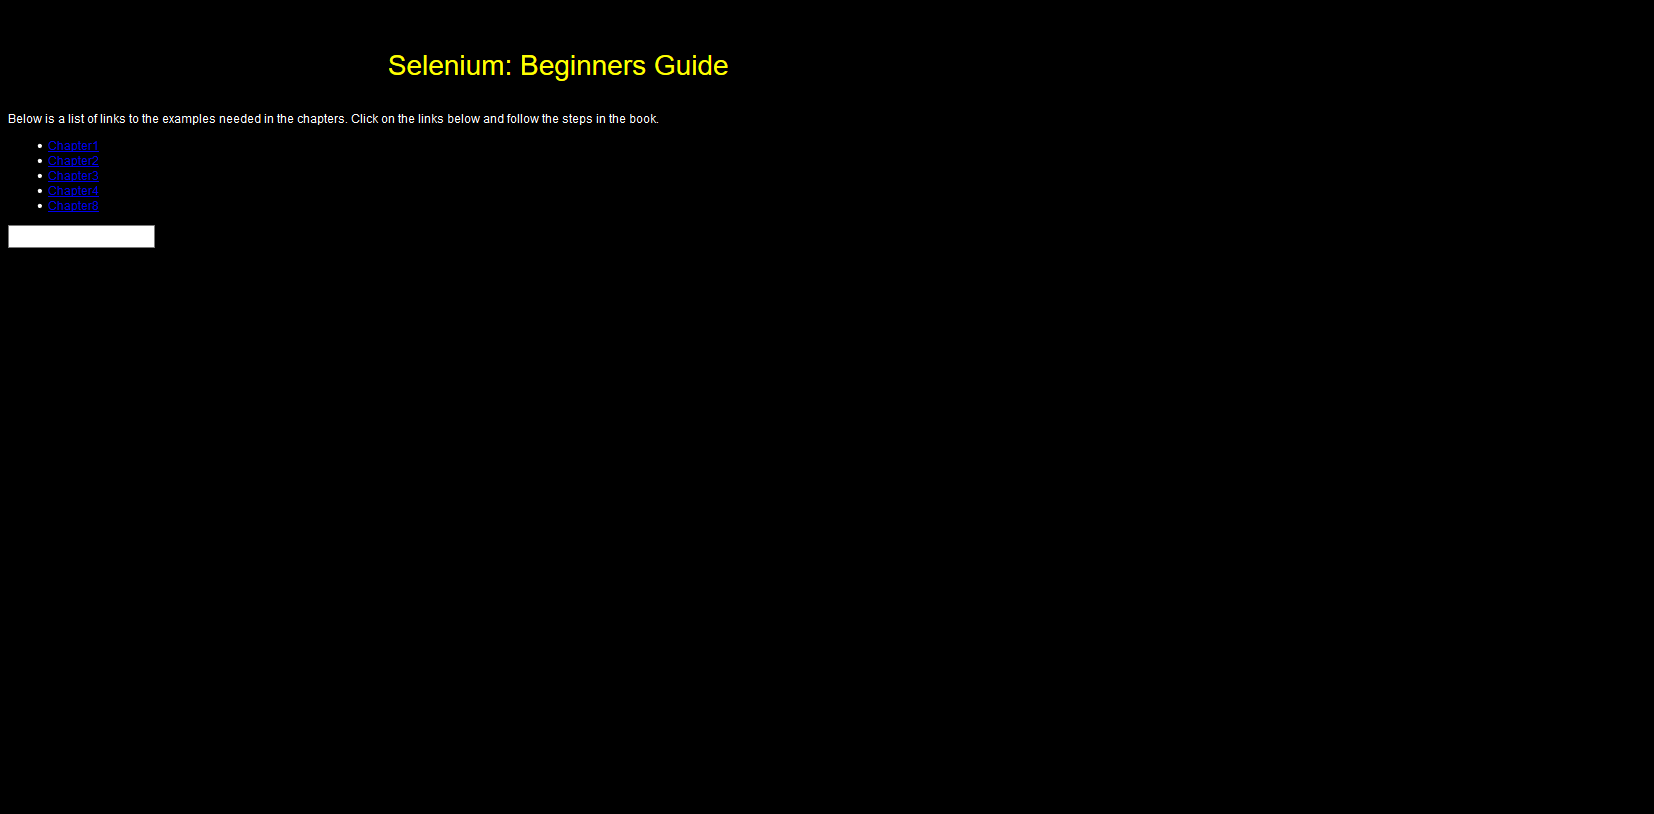 Selenium: Beginners Guide
Below is a list of links to the examples needed in the chapters. Click on the links below and follow the steps in the book.
Chapter1
Chapter2
Chapter3
Chapter4
Chapter8